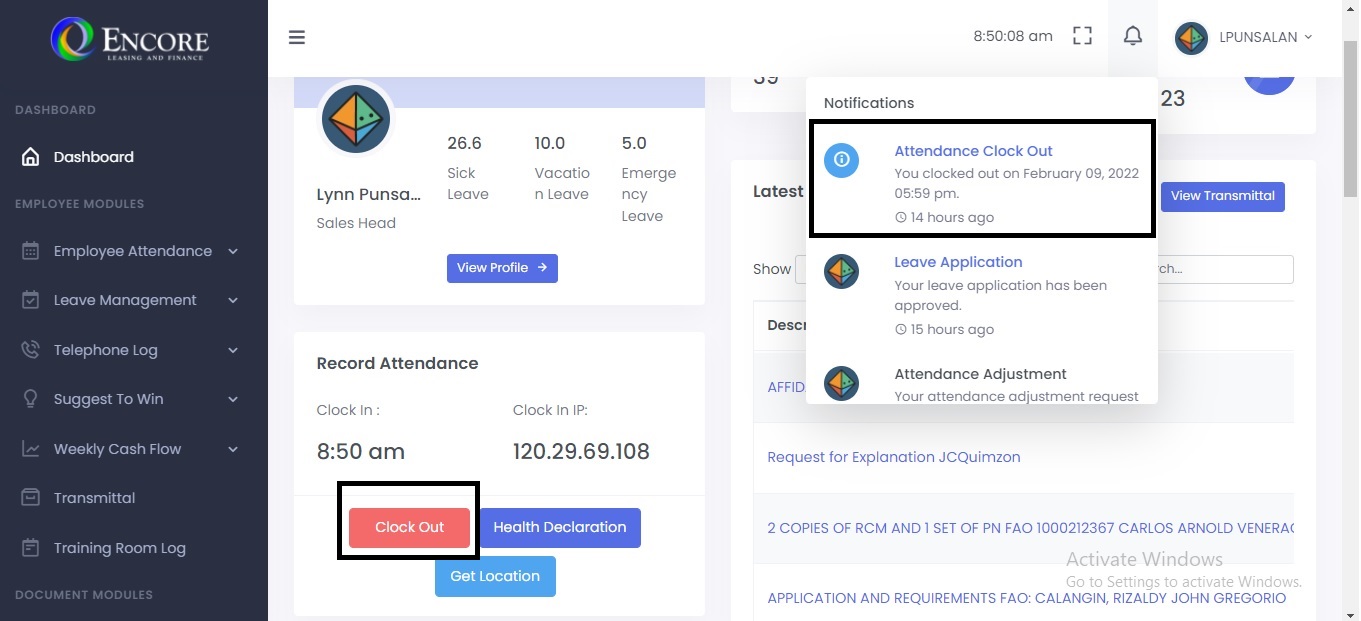 ENCORE
LEASING AND FINANCE
DASHBOARD
Dashboard
EMPLOYEE MODULES
Employee Attendance
Leave Management
Telephone Log
Suggest To Win
Weekly Cash Flow
Transmittal
Training Room Log
DOCUMENT MODULES
8:50:08 am
LPUNSALAN
26.6
Sick
Leave
10.0
Vacatio
n Leave
5.0
Emerge
ncy
Leave
Lynn Punsa...
Sales Head
View Profile
Record Attendance
Clock In :
8:50 am
Clock In IP:
120.29.69.108
Clock Out
Health Declaration
Get Location
39
23
Notifications
Attendance Clock Out
You clocked out on February 09, 2022
05:59 pm.
14 hours ago
Leave Application
Your leave application has been
approved.
15 hours ago
Attendance Adjustment
Your attendance adjustment request
Latest
View Transmittal
Show
rch...
Descr
AFFID
Request for Explanation JCQuimzon
2 COPIES OF RCM AND 1 SET OF PN FAO 1000212367 CARLOS ARNOLD VENERAC
APPLICATION AND REQUIREMENTS FAO: CALANGIN, RIZALDY JOHN GREGORIO
Activate Windows
Go to Settings to activate Windows.